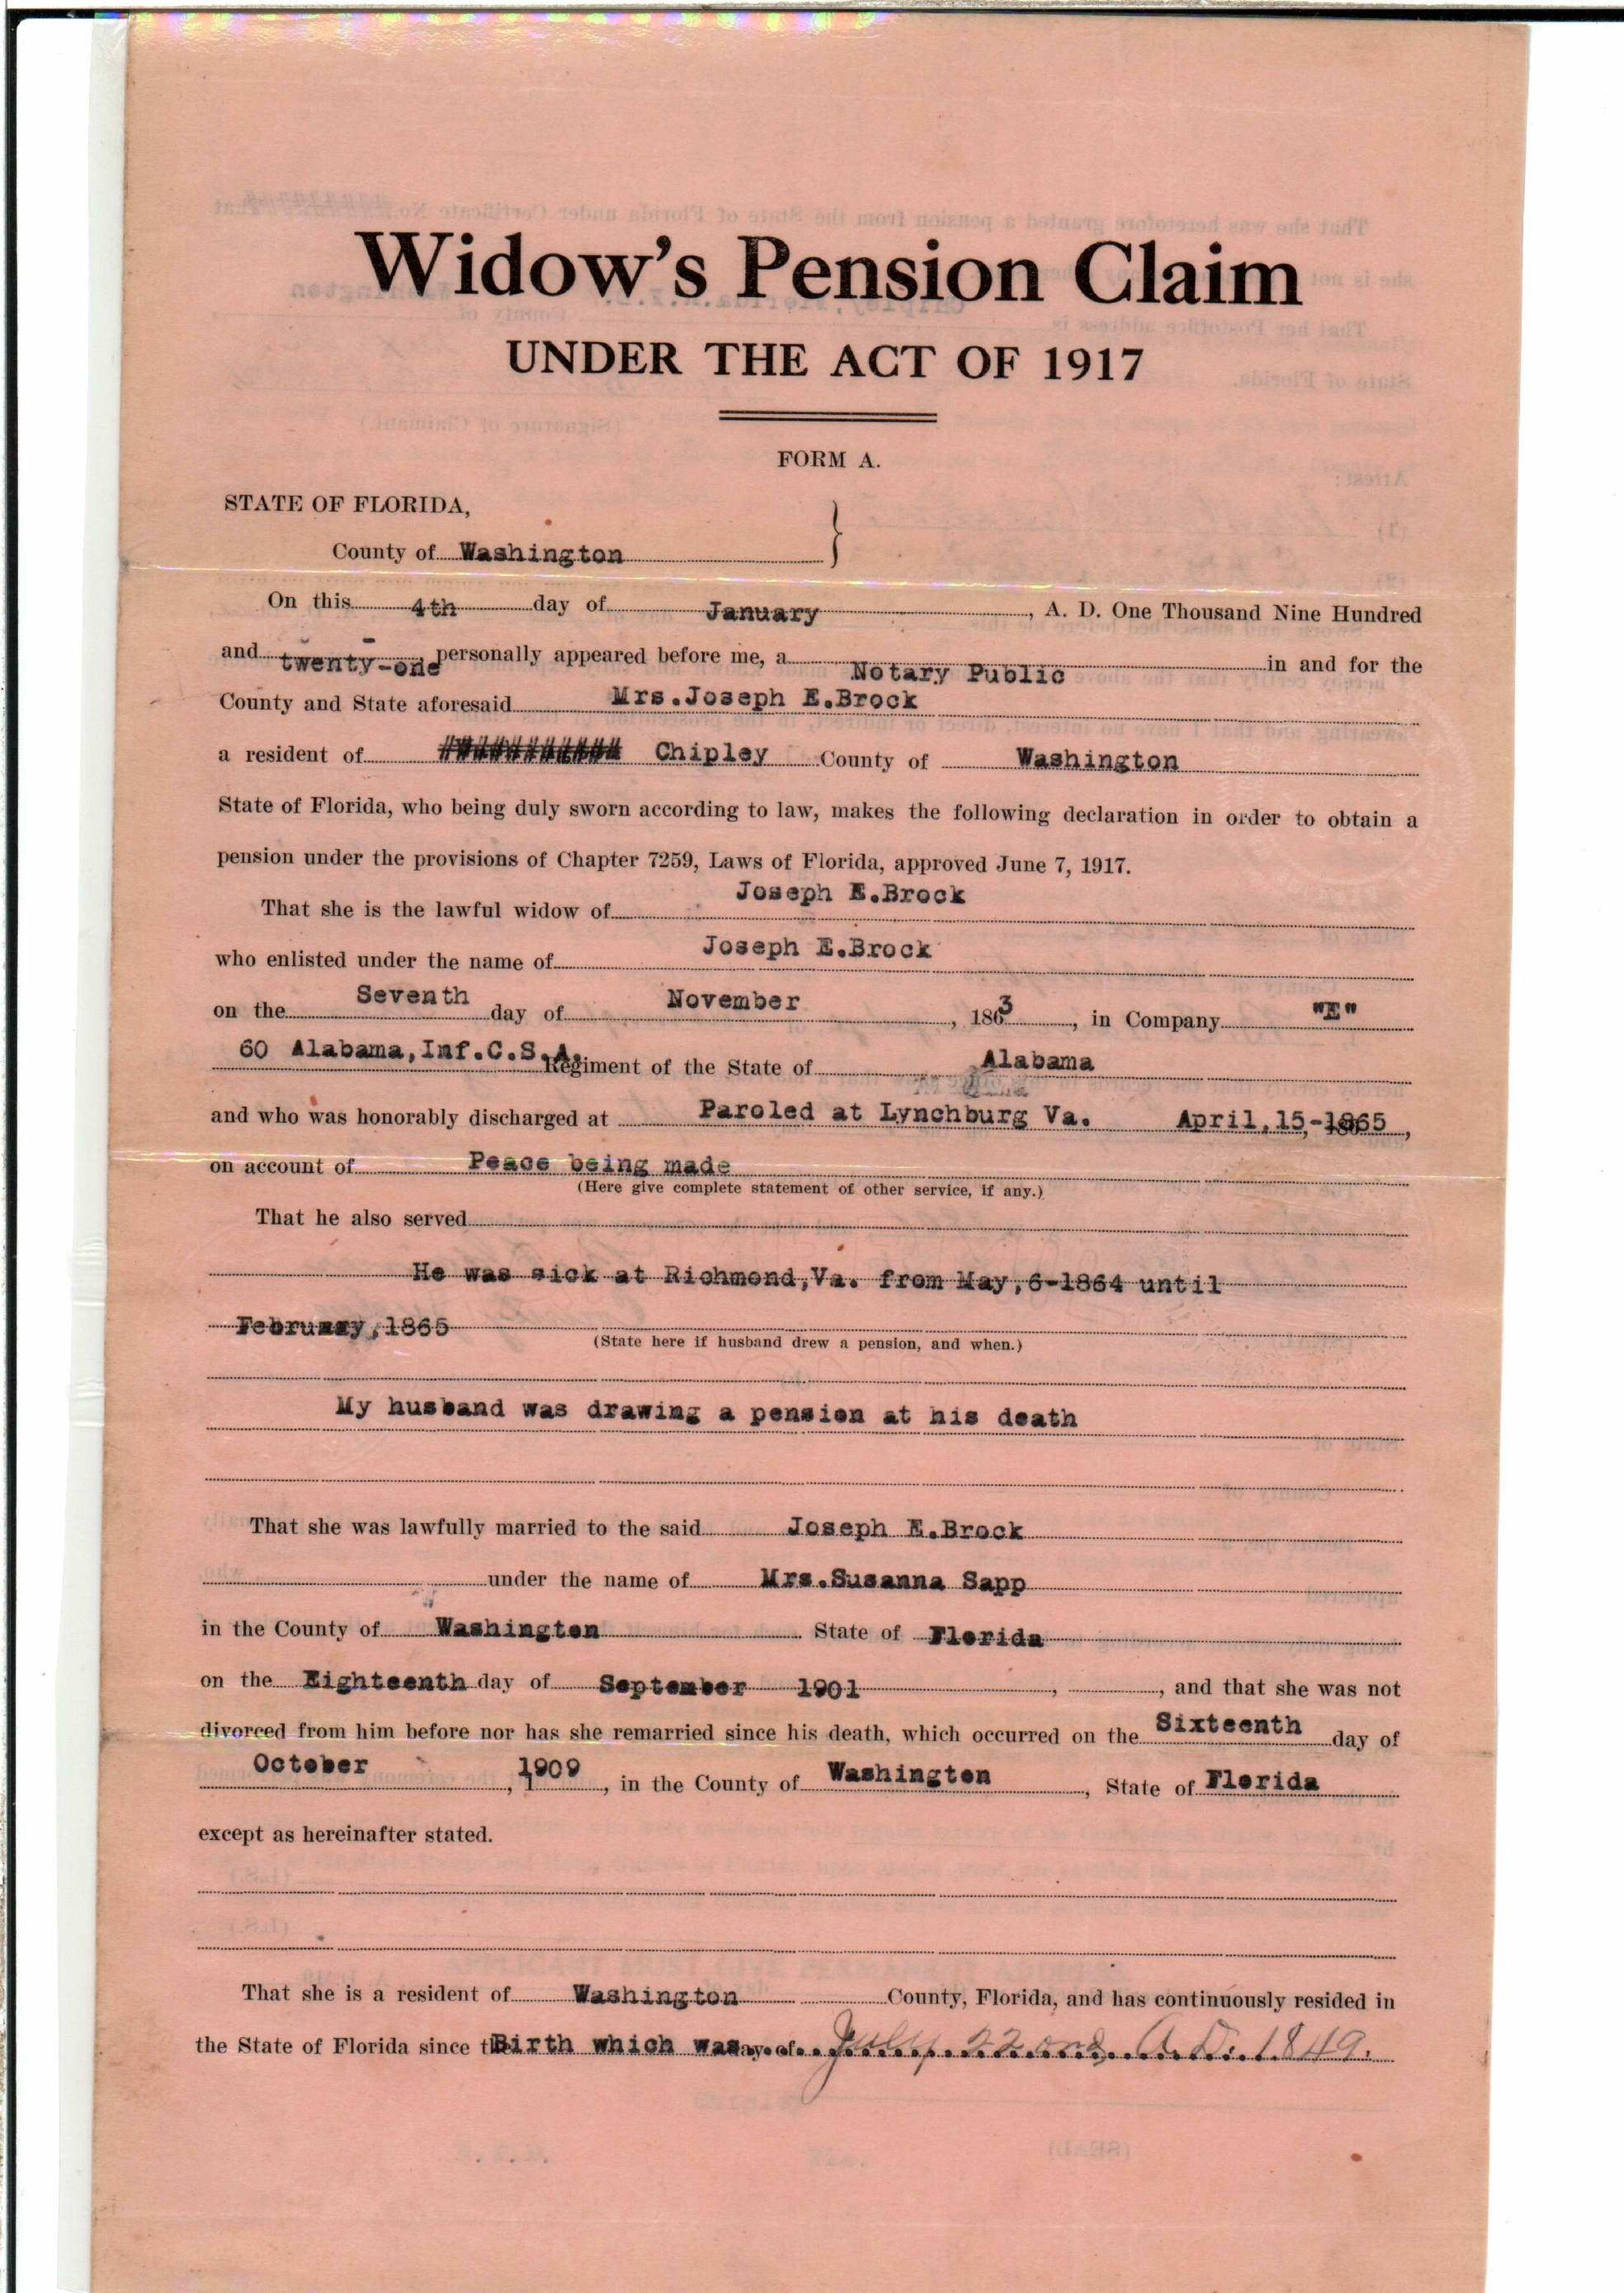 Widow's Pension Claim
UNDER THE ACT OF 1917
FORM A.
STATE OF FLORIDA,
County of Washington
On this 4th day of January, A. D. One Thousand Nine Hundred
and twenty-one personally appeared before me, a Notary Public in and for the
County and State aforesaid Mrs.Joseph E.Brock
a resident of Chipley County of Washington
State of Florida, who being duly sworn according to law, makes the following declaration in order to obtain a
pension under the provisions of Chapter 7259, Laws of Florida, approved June 7, 1917.
That she is the lawful widow of Joseph E.Brock
who enlisted under the name of Joseph E.Brock
on the Seventh day of November, 1863, in Company "E"
60 Alabama,Inf.C.S.A. Regiment of the State of Alabama
and who was honorably discharged at Paroled at Lynchburg Va. April,15,-1865,
on account of Peace being made
(Here give complete statement of other service, if any.)
That he also served
He was sick at Richmond,Va. from May,6-1864 until
February,1865
(State here if husband drew a pension, and when.)
My husband was drawing a pension at his death
That she was lawfully married to the said Joseph E.Brock
under the name of Mrs.Susanna Sapp
in the County of Washington State of Florida
on the Eighteenth day of September 1901, , and that she was not
divorced from him before nor has she remarried since his death, which occurred on the Sixteenth day of
October, 1909, in the County of Washington, State of Florida
except as hereinafter stated.
That she is a resident of Washington County, Florida, and has continuously resided in
the State of Florida since the Birth which was day of July 22ond A.D. 1849.